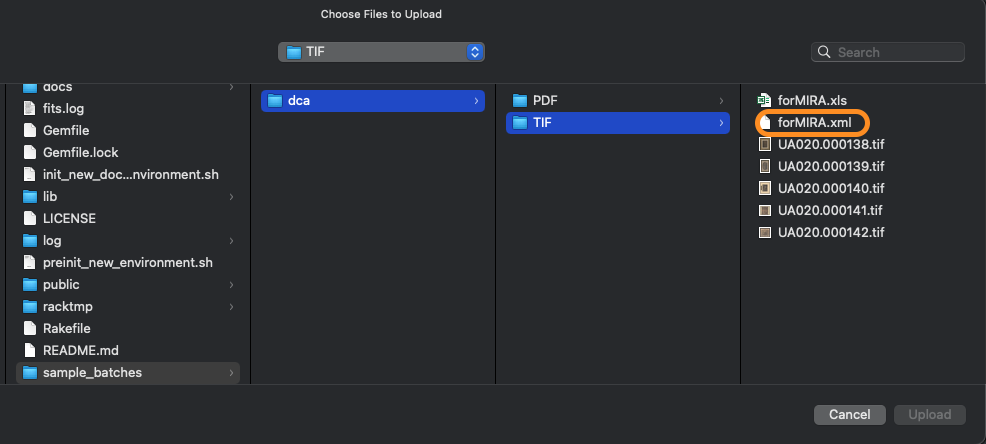 Choose Files to Upload
TIF
Search
docs
fits.log
Gemfile
Gemfile.lock
init_new_doc...nvironment.sh
lib
LICENSE
log
preinit_new_environment.sh
public
racktmp
Rakefile
README.md
sample_batches
dca
PDF
TIF
forMIRA.xls
forMIRA.xml
UA020.000138.tif
UA020.000139.tif
UA020.000140.tif
UA020.000141.tif
UA020.000142.tif
Cancel
Upload